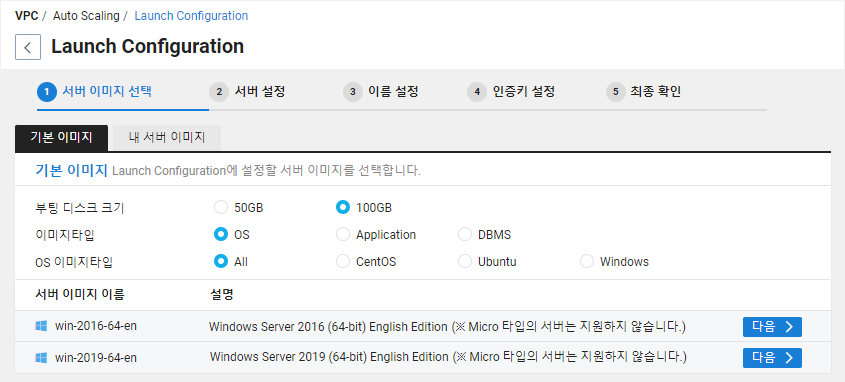 VPC / Auto Scaling / Launch Configuration
Launch Configuration
1 서버 이미지 선택 2 서버 설정 3 이름 설정 4 인증키 설정 5 최종 확인
기본 이미지 내 서버 이미지
기본 이미지 Launch Configuration에 설정할 서버 이미지를 선택합니다.
부팅 디스크 크기 50GB 100GB
이미지타입 OS Application DBMS
OS 이미지타입 All CentOS Ubuntu Windows
서버 이미지 이름 설명
win-2016-64-en Windows Server 2016 (64-bit) English Edition (※ Micro 타입의 서버는 지원하지 않습니다.) 다음
win-2019-64-en Windows Server 2019 (64-bit) English Edition (※ Micro 타입의 서버는 지원하지 않습니다.) 다음